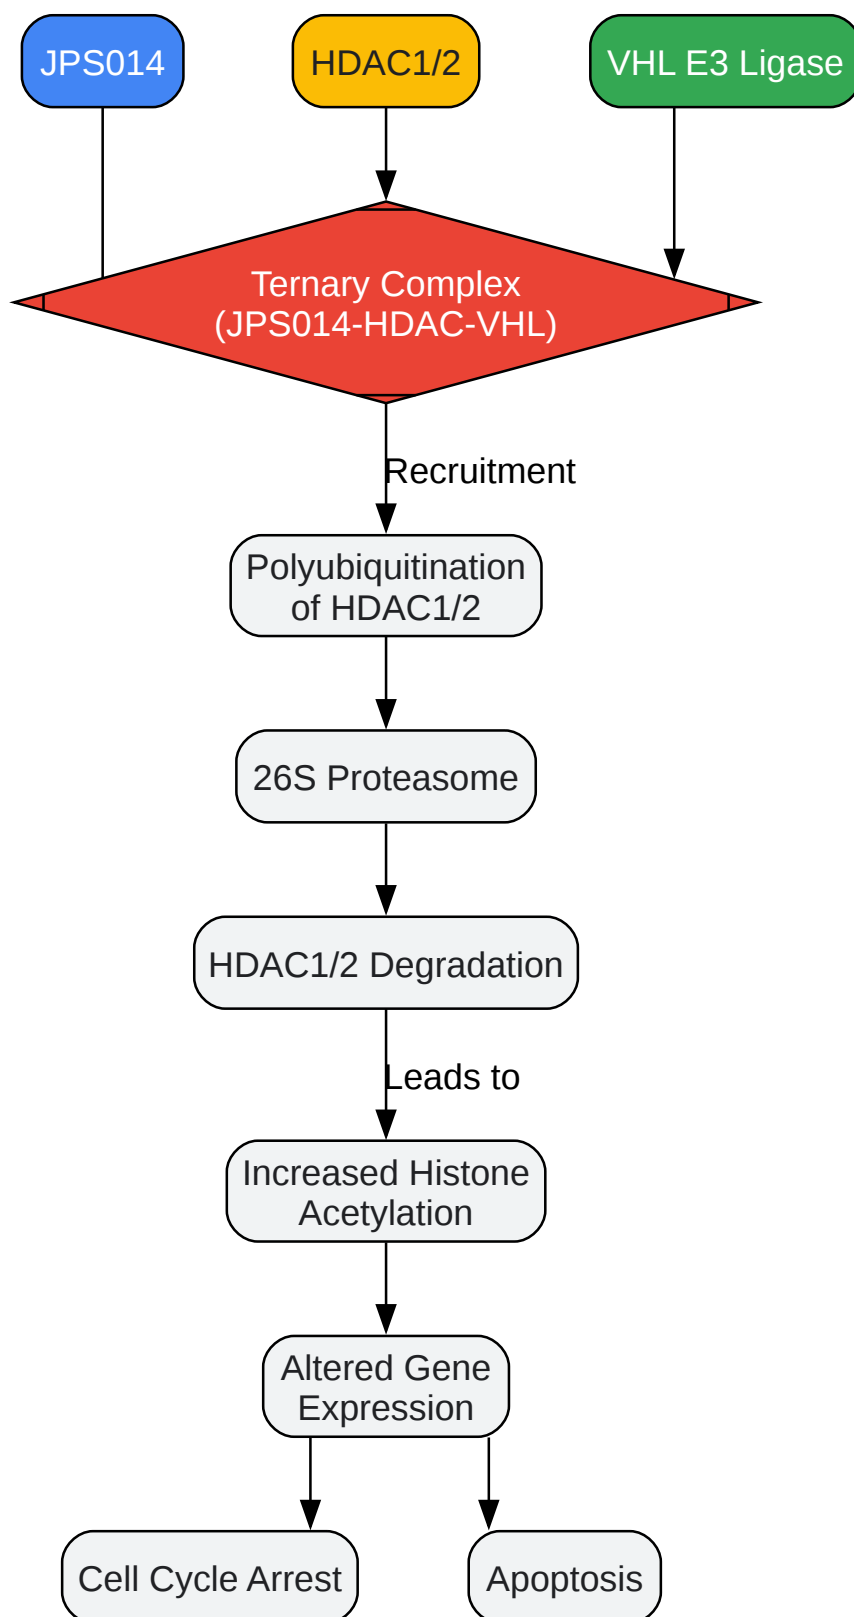 JPS014
HDAC1/2
VHL E3 Ligase
Ternary Complex
(JPS014-HDAC-VHL)
Recruitment
Polyubiquitination
of HDAC1/2
26S Proteasome
HDAC1/2 Degradation
Leads to
Increased Histone
Acetylation
Altered Gene
Expression
Cell Cycle Arrest
Apoptosis